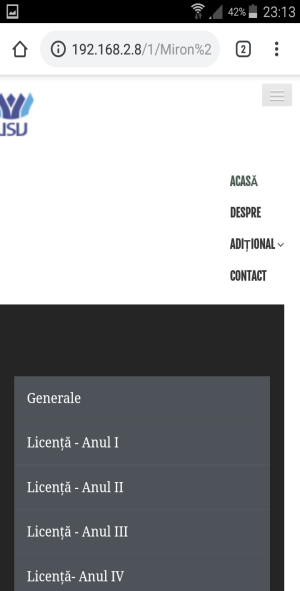 42% 23:13
192.168.2.8/1/Miron%2 2
USU
ACASĂ
DESPRE
ADIȚIONAL
CONTACT
Generale
Licență - Anul I
Licență - Anul II
Licență - Anul III
Licență- Anul IV